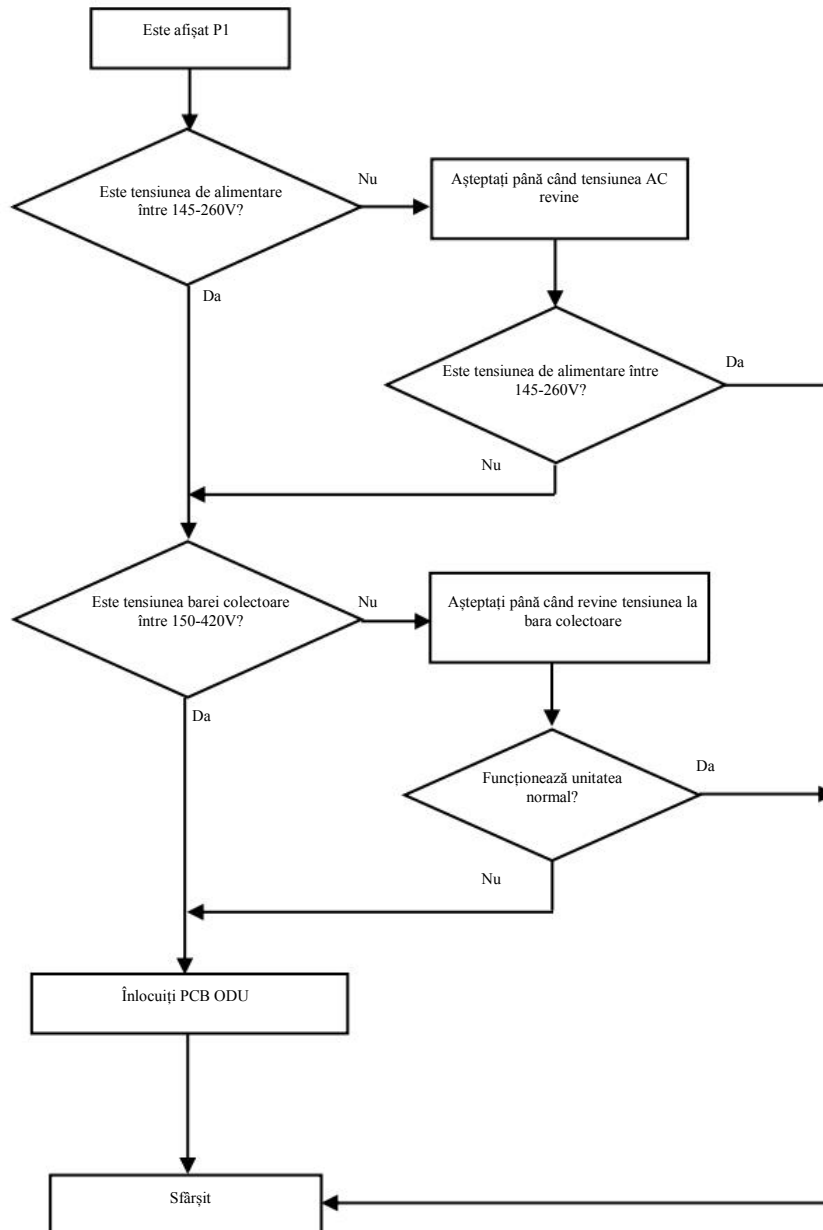 Este afișat P1
Este tensiunea de alimentare
între 145-260V?
Nu
Așteptați până când tensiunea AC
revine
Da
Este tensiunea de alimentare între
145-260V?
Da
Nu
Este tensiunea barei colectoare
între 150-420V?
Nu
Așteptați până când revine tensiunea la
bara colectoare
Da
Funcționează unitatea
normal?
Da
Nu
Înlocuiți PCB ODU
Sfârșit